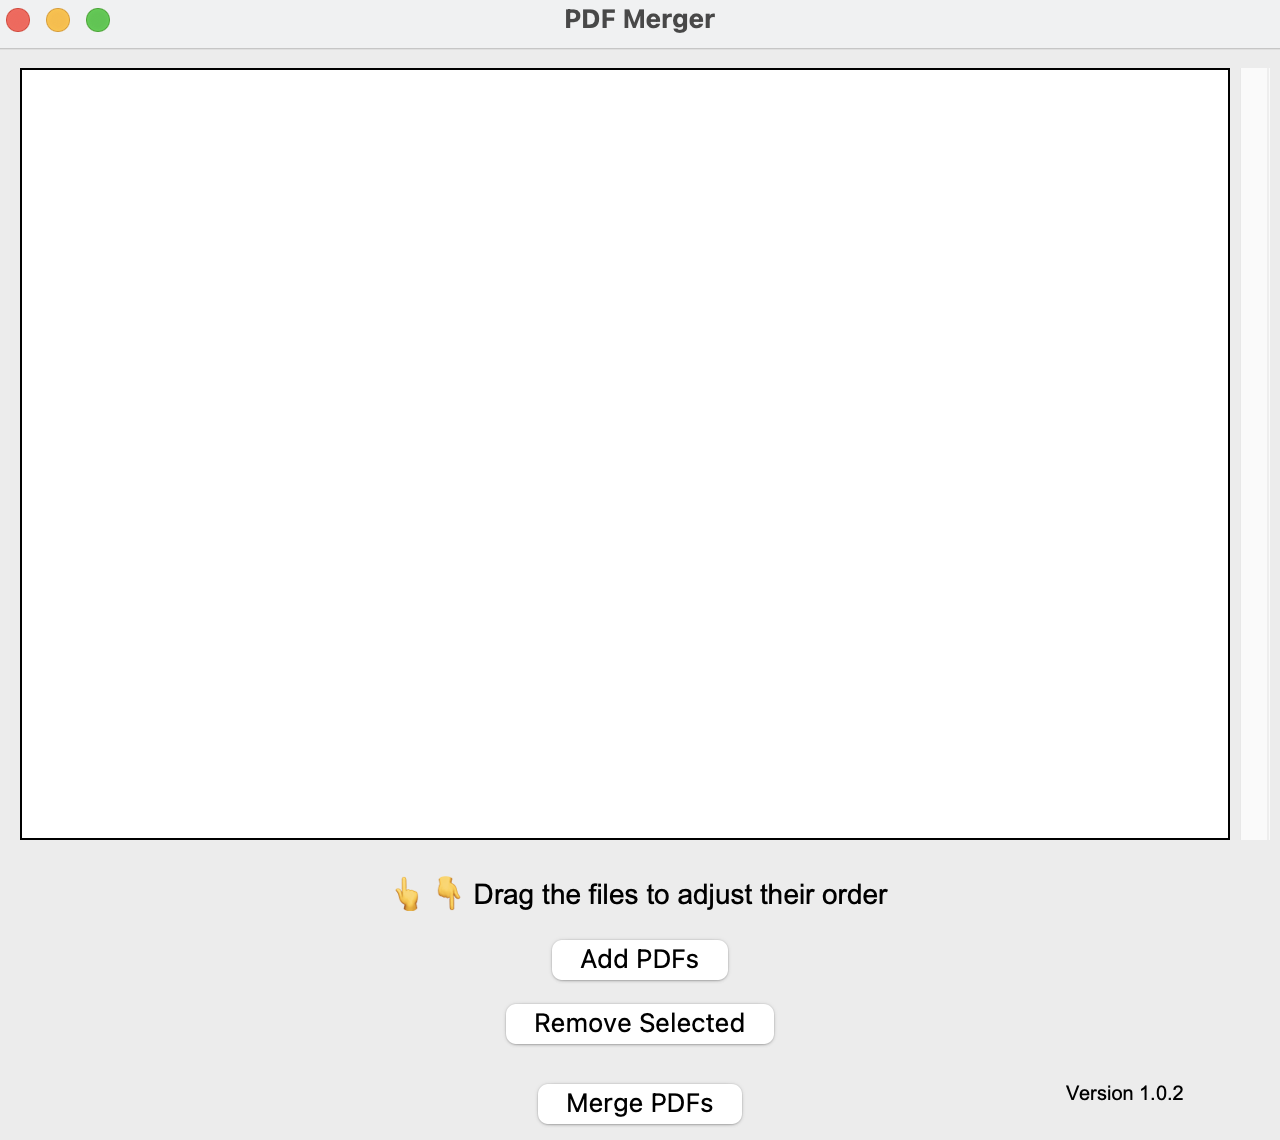 PDF Merger
👆 👇 Drag the files to adjust their order
Add PDFs
Remove Selected
Merge PDFs
Version 1.0.2